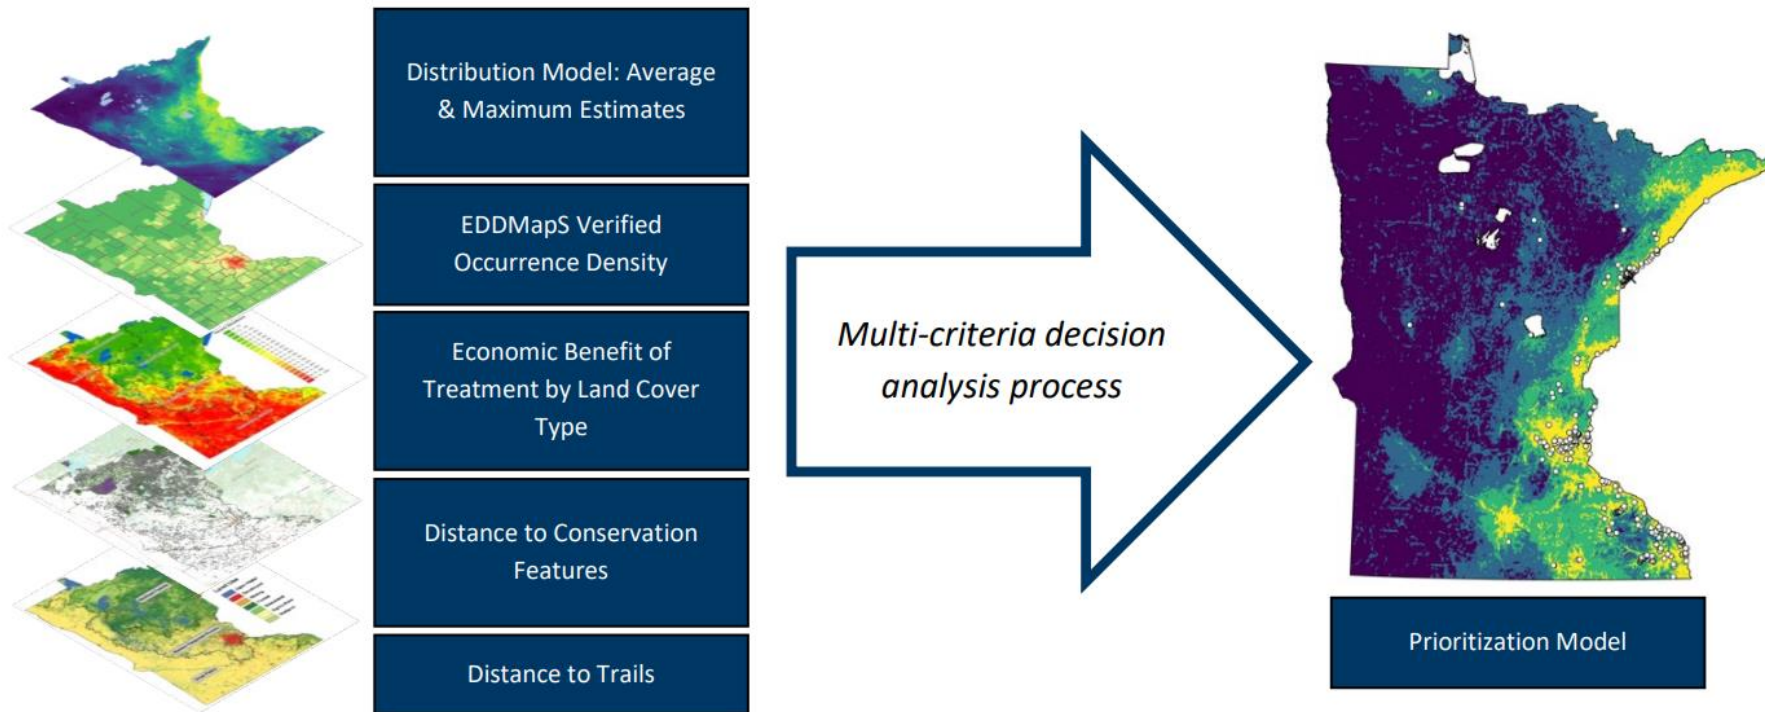 Distribution Model: Average
& Maximum Estimates
EDDMapS Verified
Occurrence Density
Economic Benefit of
Treatment by Land Cover
Type
Distance to Conservation
Features
Distance to Trails
Multi-criteria decision
analysis process
Prioritization Model